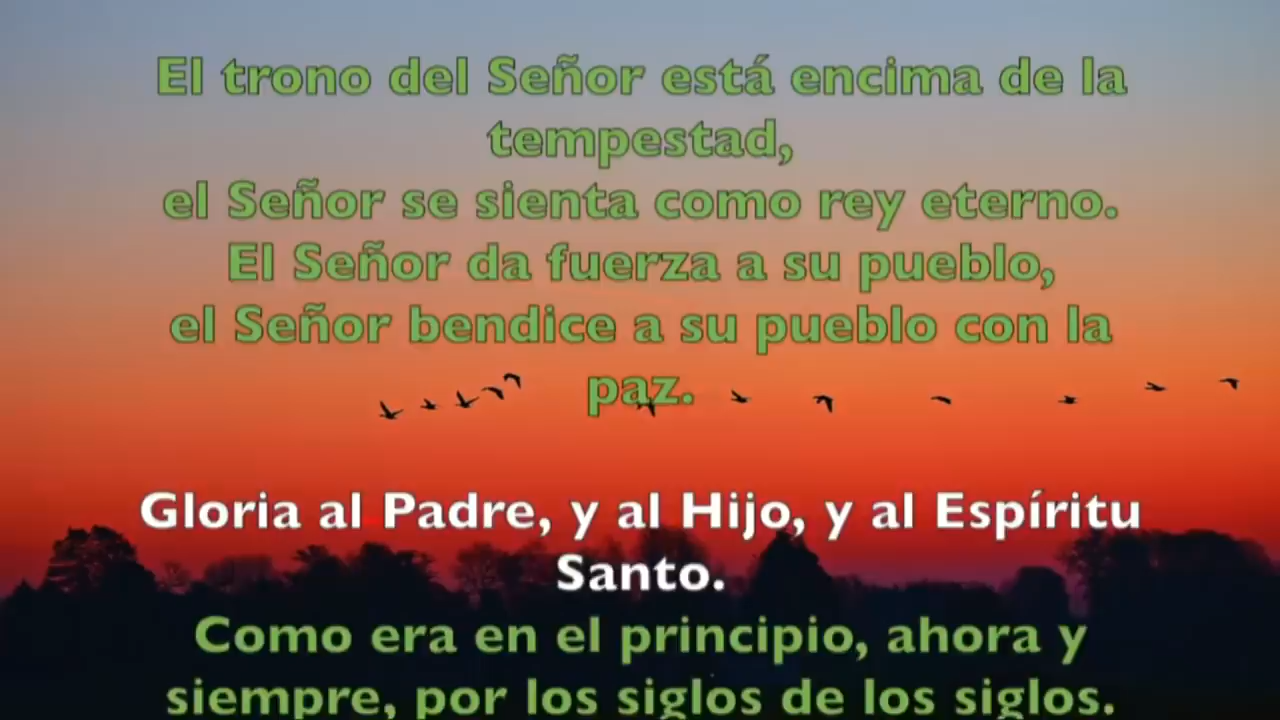 El trono del Señor está encima de la
tempestad,
el Señor se sienta como rey eterno.
El Señor da fuerza a su pueblo,
el Señor bendice a su pueblo con la
paz.
Gloria al Padre, y al Hijo, y al Espíritu
Santo.
Como era en el principio, ahora y
siempre, por los siglos de los siglos.